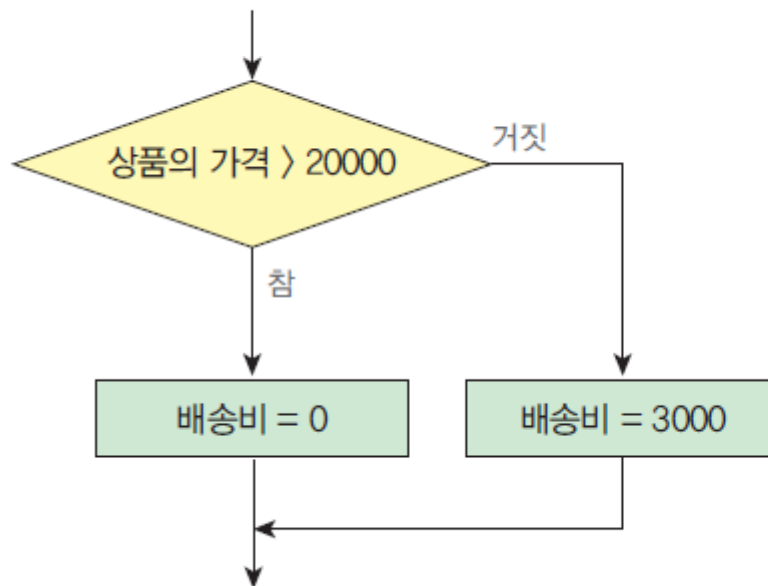 상품의 가격 > 20000
거짓
참
배송비 = 0
배송비 = 3000